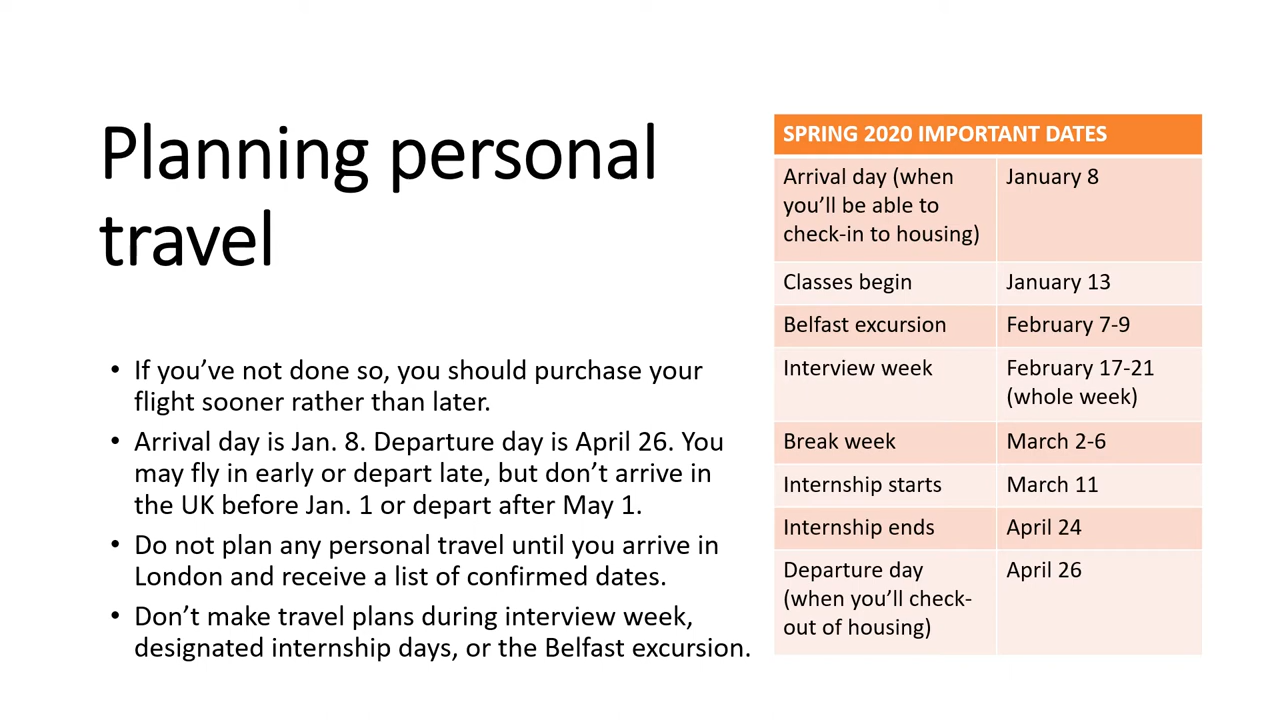 Planning personal
travel
• If you’ve not done so, you should purchase your
flight sooner rather than later.
• Arrival day is Jan. 8. Departure day is April 26. You
may fly in early or depart late, but don’t arrive in
the UK before Jan. 1 or depart after May 1.
• Do not plan any personal travel until you arrive in
London and receive a list of confirmed dates.
• Don’t make travel plans during interview week,
designated internship days, or the Belfast excursion.
SPRING 2020 IMPORTANT DATES
Arrival day (when January 8
you’ll be able to
check-in to housing)
Classes begin January 13
Belfast excursion February 7-9
Interview week February 17-21
(whole week)
Break week March 2-6
Internship starts March 11
Internship ends April 24
Departure day April 26
(when you’ll check-
out of housing)